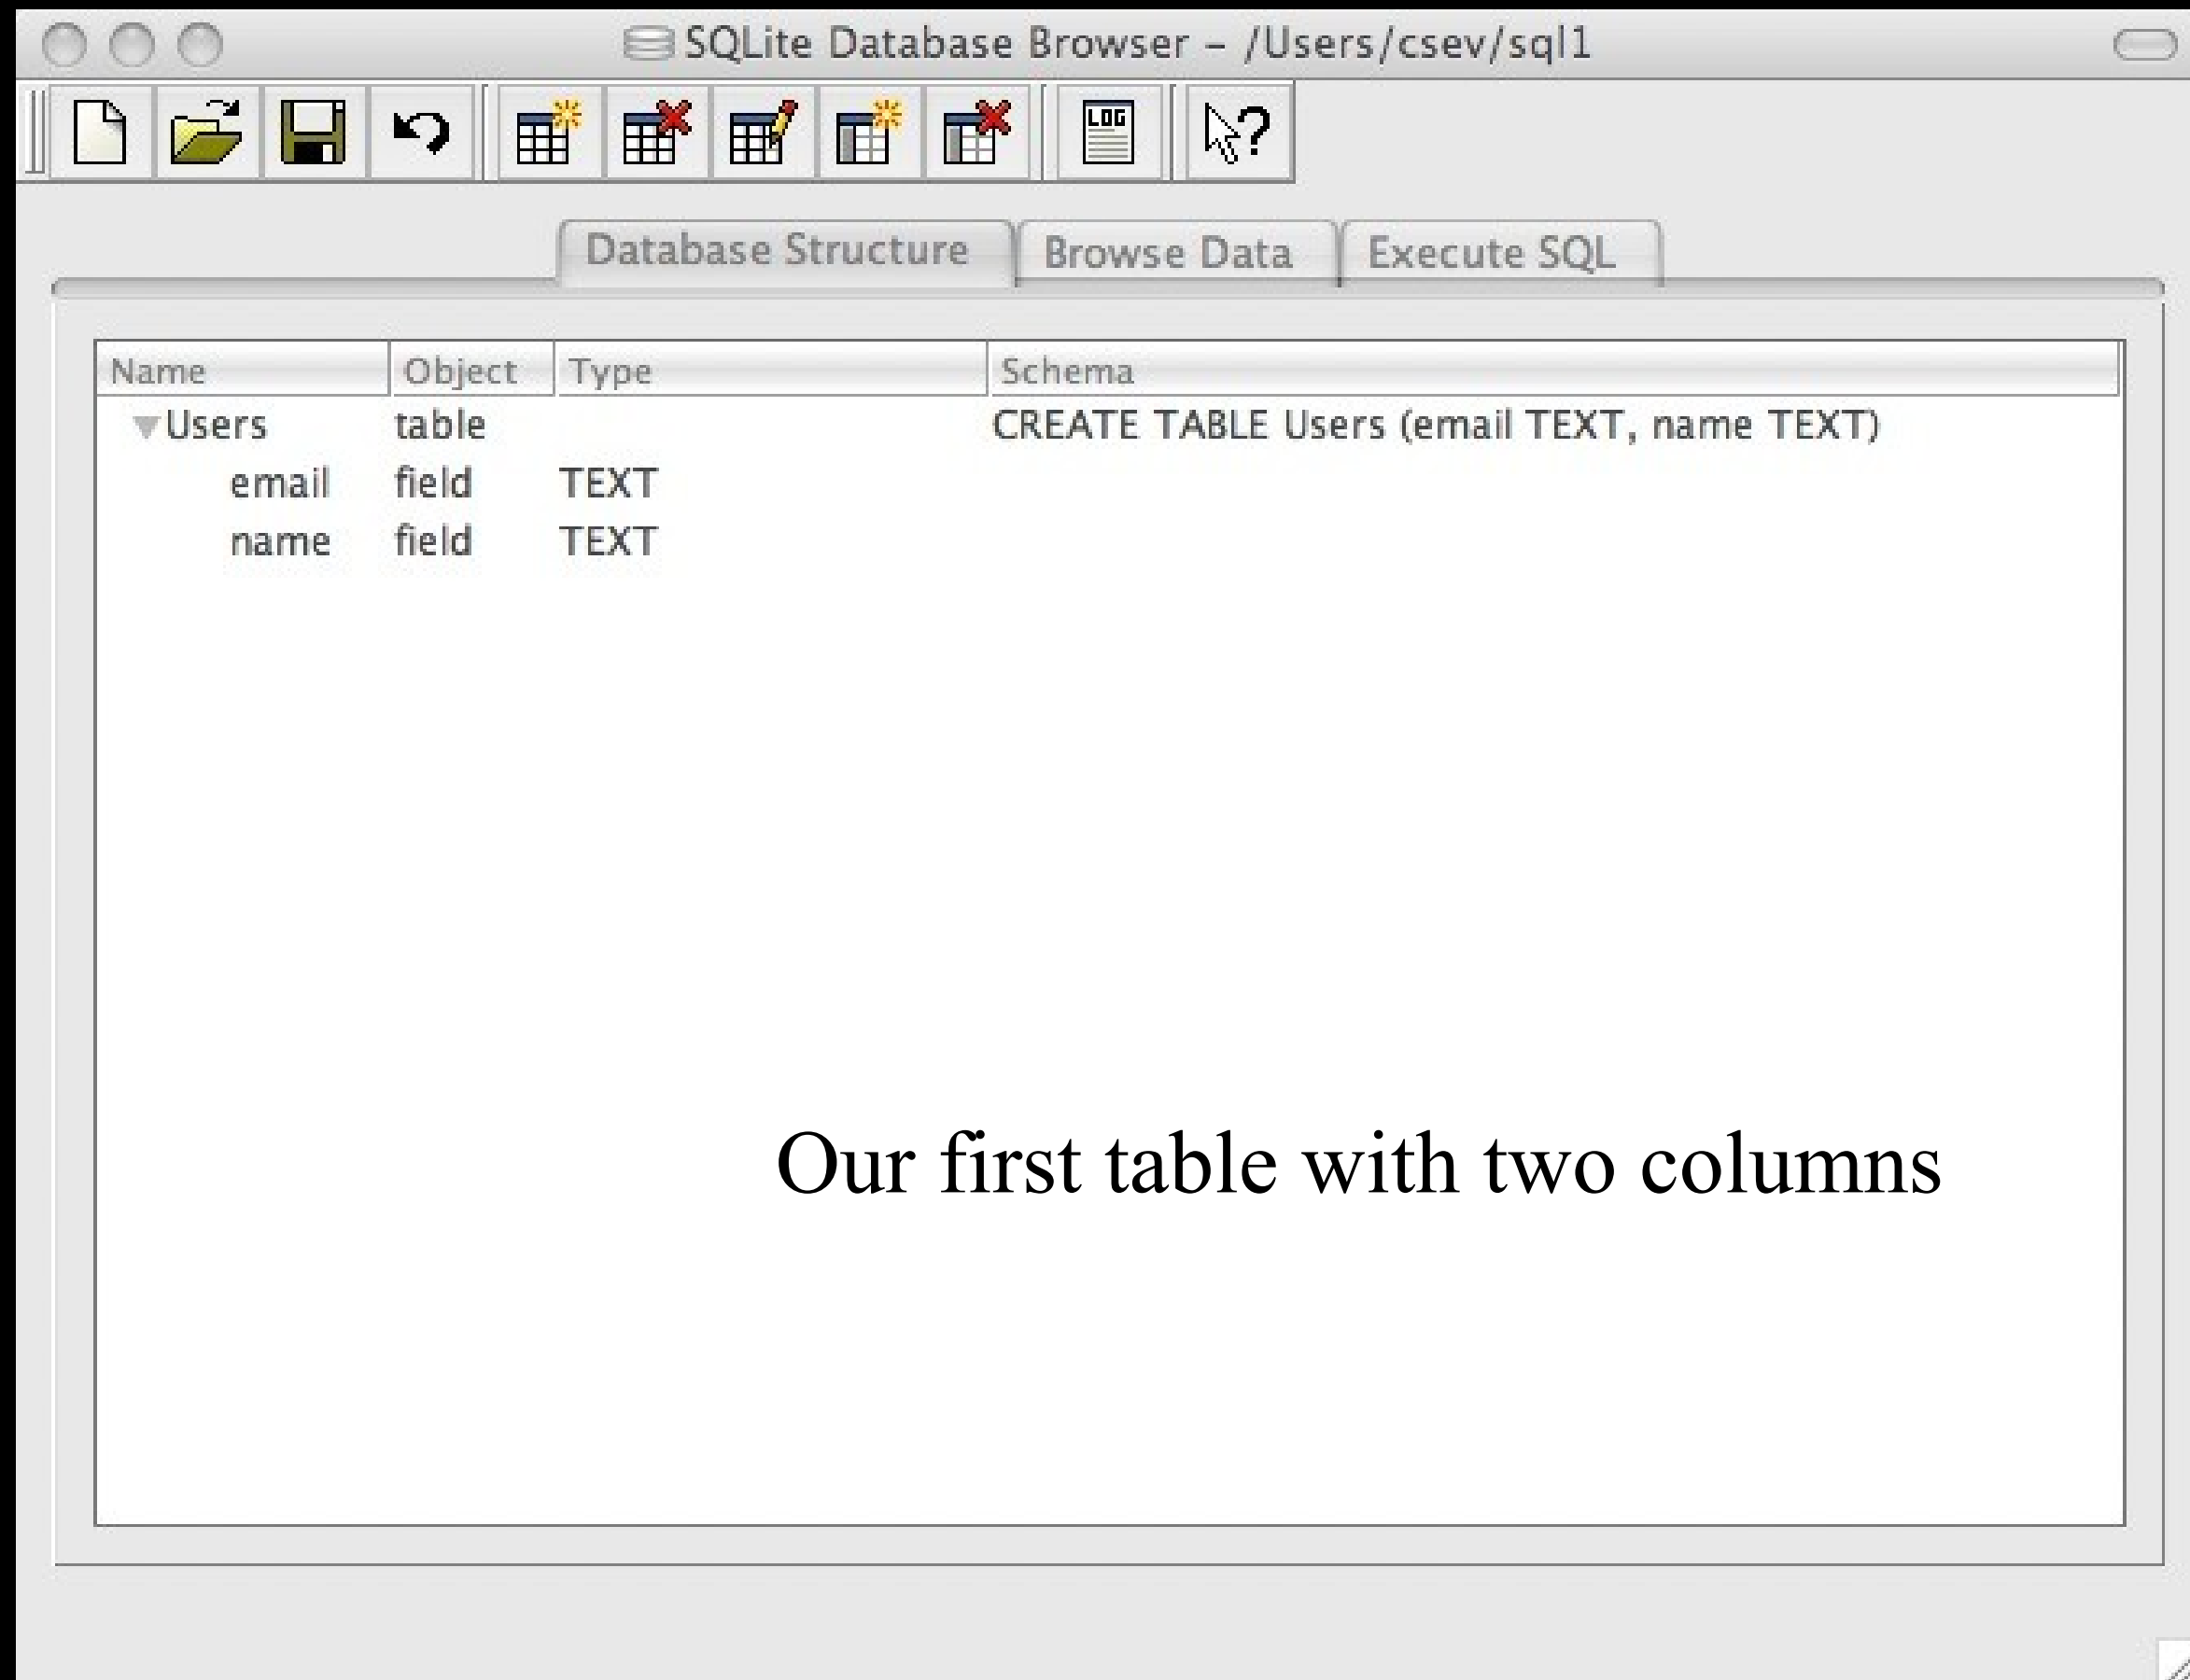 SQLite Database Browser – /Users/csev/sql1
LOG
Database Structure Browse Data Execute SQL
Name Object Type Schema
Users table CREATE TABLE Users (email TEXT, name TEXT)
email field TEXT
name field TEXT
Our first table with two columns